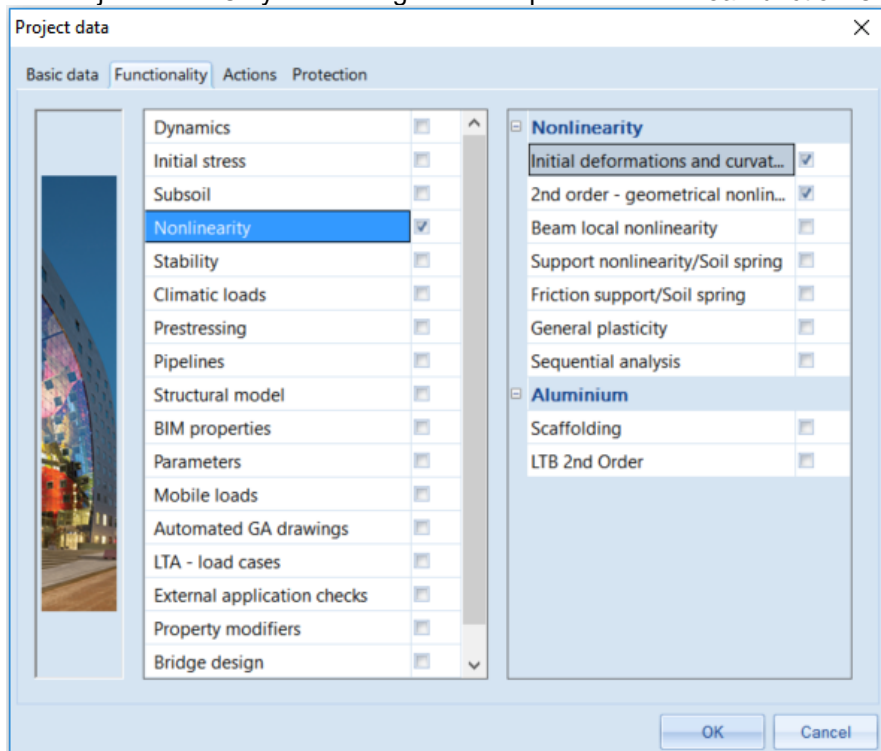 Project data
Basic data Functionality Actions Protection
Dynamics
Initial stress
Subsoil
Nonlinearity
Stability
Climatic loads
Prestressing
Pipelines
Structural model
BIM properties
Parameters
Mobile loads
Automated GA drawings
LTA - load cases
External application checks
Property modifiers
Bridge design
Nonlinearity
Initial deformations and curvat...
2nd order - geometrical nonlin...
Beam local nonlinearity
Support nonlinearity/Soil spring
Friction support/Soil spring
General plasticity
Sequential analysis
Aluminium
Scaffolding
LTB 2nd Order
OK Cancel